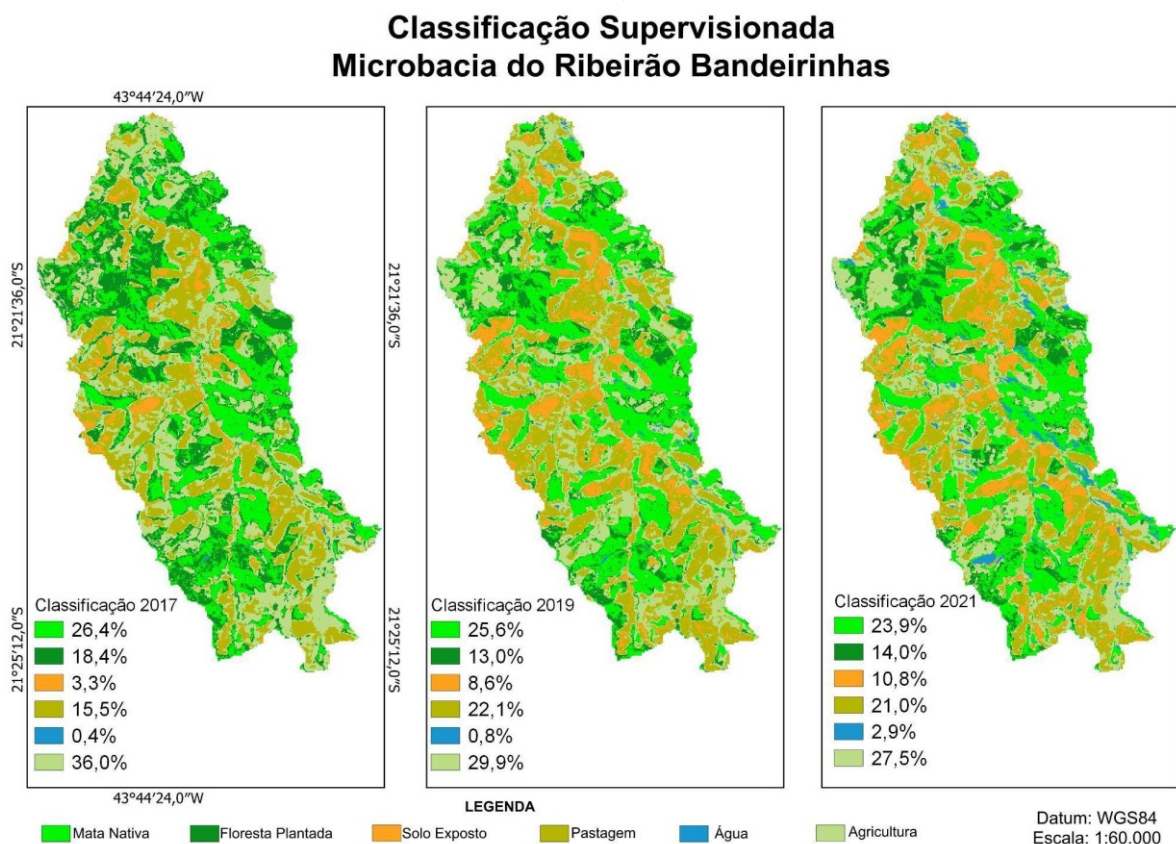 Classificação Supervisionada
Microbacia do Ribeirão Bandeirinhas
43°44'24,0"W
21°21'36,0"S
21°25'12,0"S
Classificação 2017
26,4%
18,4%
3,3%
15,5%
0,4%
36,0%
43°44'24,0"W
21°21'36,0"S
21°25'12,0"S
Classificação 2019
25,6%
13,0%
8,6%
22,1%
0,8%
29,9%
Classificação 2021
23,9%
14,0%
10,8%
21,0%
2,9%
27,5%
LEGENDA
Mata Nativa Floresta Plantada Solo Exposto Pastagem Água Agricultura
Datum: WGS84
Escala: 1:60.000